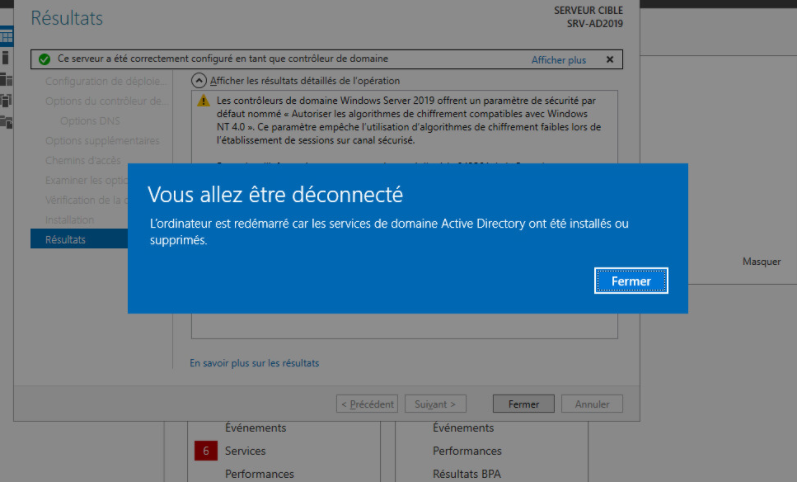 Résultats
SERVEUR CIBLE
SRV-AD2019
Ce serveur a été correctement configuré en tant que contrôleur de domaine
Afficher plus
Configuration de déploie...
Options du contrôleur de...
Options DNS
Options supplémentaires
Chemins d'accès
Examiner les optio
Vérification de la c
Installation
Résultats
Afficher les résultats détaillés de l'opération
Les contrôleurs de domaine Windows Server 2019 offrent un paramètre de sécurité par
défaut nommé « Autoriser les algorithmes de chiffrement compatibles avec Windows
NT 4.0 ». Ce paramètre empêche l'utilisation d'algorithmes de chiffrement faibles lors de
l'établissement de sessions sur canal sécurisé.
Vous allez être déconnecté
L'ordinateur est redémarré car les services de domaine Active Directory ont été installés ou
supprimés.
Fermer
Masquer
En savoir plus sur les résultats
< Précédent
Suivant >
Fermer
Annuler
Événements
Événements
6
Services
Performances
Performances
Résultats BPA